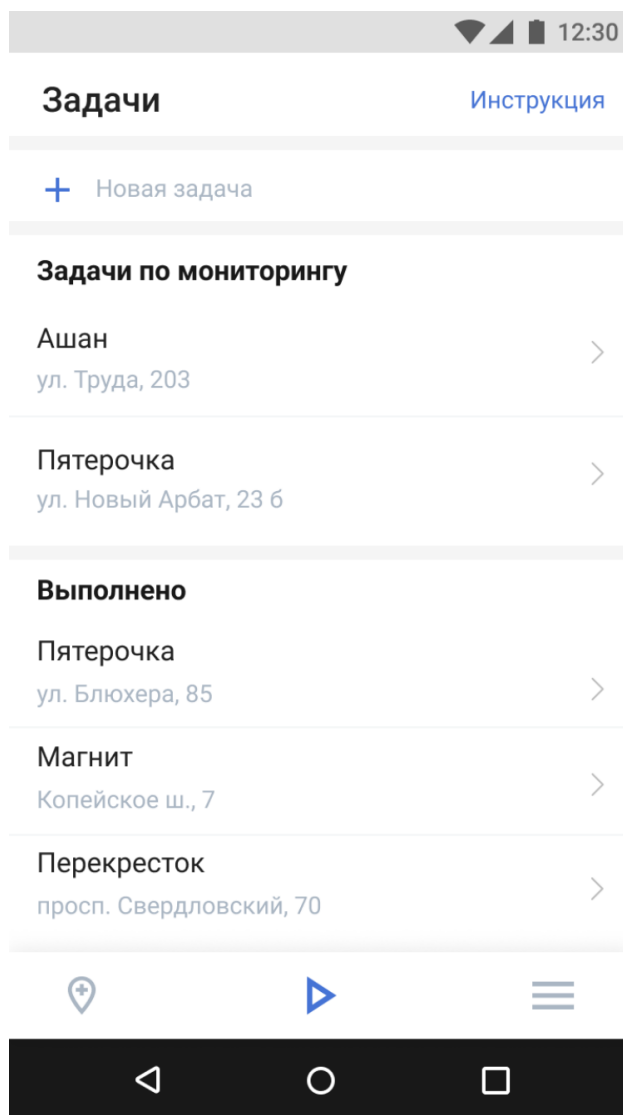 12:30
Задачи
Инструкция
Новая задача
Задачи по мониторингу
Ашан
ул. Труда, 203
Пятерочка
ул. Новый Арбат, 23 б
Выполнено
Пятерочка
ул. Блюхера, 85
Магнит
Копейское ш., 7
Перекресток
просп. Свердловский, 70